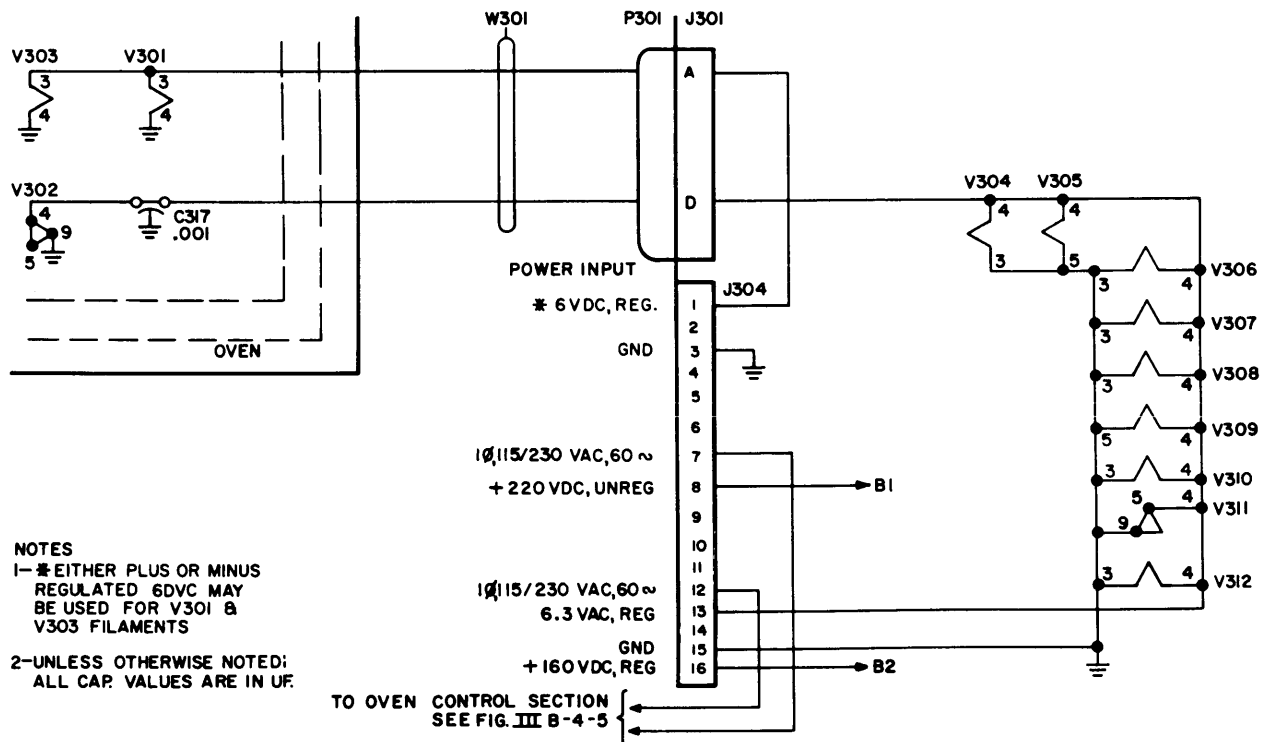 W301
P301 J301
V303 V301
3 3
4 4
A
V302
4
9
5
C317
.001
D
V304 V305
4 4
3 5
POWER INPUT
J304
* 6 VDC, REG. 1
2
OVEN
GND 3
4
5
6
1Ø,115/230 VAC,60 ~ 7
+220VDC, UNREG 8
B1
9
10
11
1Ø,115/230 VAC,60 ~ 12
6.3 VAC, REG 13
14
GND 15
+160VDC, REG 16
B2
3 4 V306
3 4 V307
3 4 V308
5 4 V309
3 4 V310
5 4 V311
9
3 4 V312
NOTES
1-*EITHER PLUS OR MINUS
REGULATED 6DVC MAY
BE USED FOR V301 &
V303 FILAMENTS
2-UNLESS OTHERWISE NOTED:
ALL CAP. VALUES ARE IN UF.
TO OVEN CONTROL SECTION
SEE FIG. III B-4-5